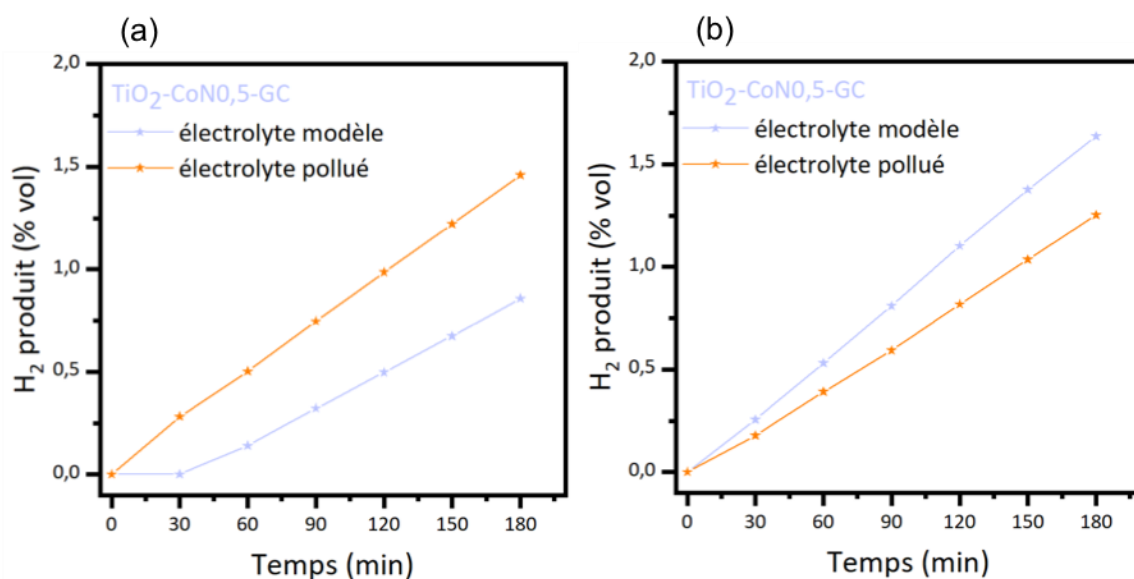 (a)
2,0
1,5
1,0
0,5
0,0
H2 produit (% vol)
TiO2-CoN0,5-GC
électrolyte modèle
électrolyte pollué
0 30 60 90 120 150 180
Temps (min)
(b)
2,0
1,5
1,0
0,5
0,0
H2 produit (% vol)
TiO2-CoN0,5-GC
électrolyte modèle
électrolyte pollué
0 30 60 90 120 150 180
Temps (min)